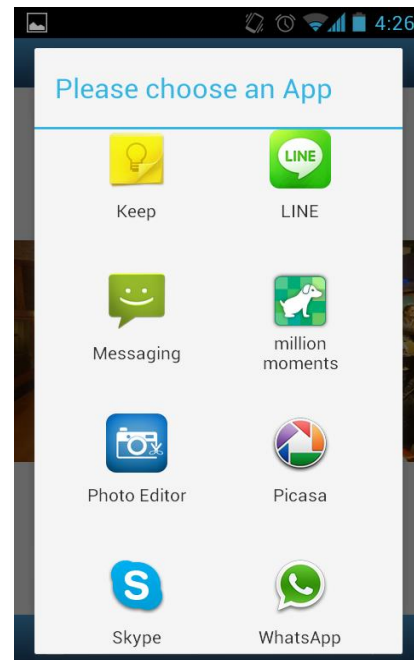 4:26
Please choose an App
LINE
Keep
LINE
Messaging
million
moments
Photo Editor
Picasa
S
Skype
WhatsApp